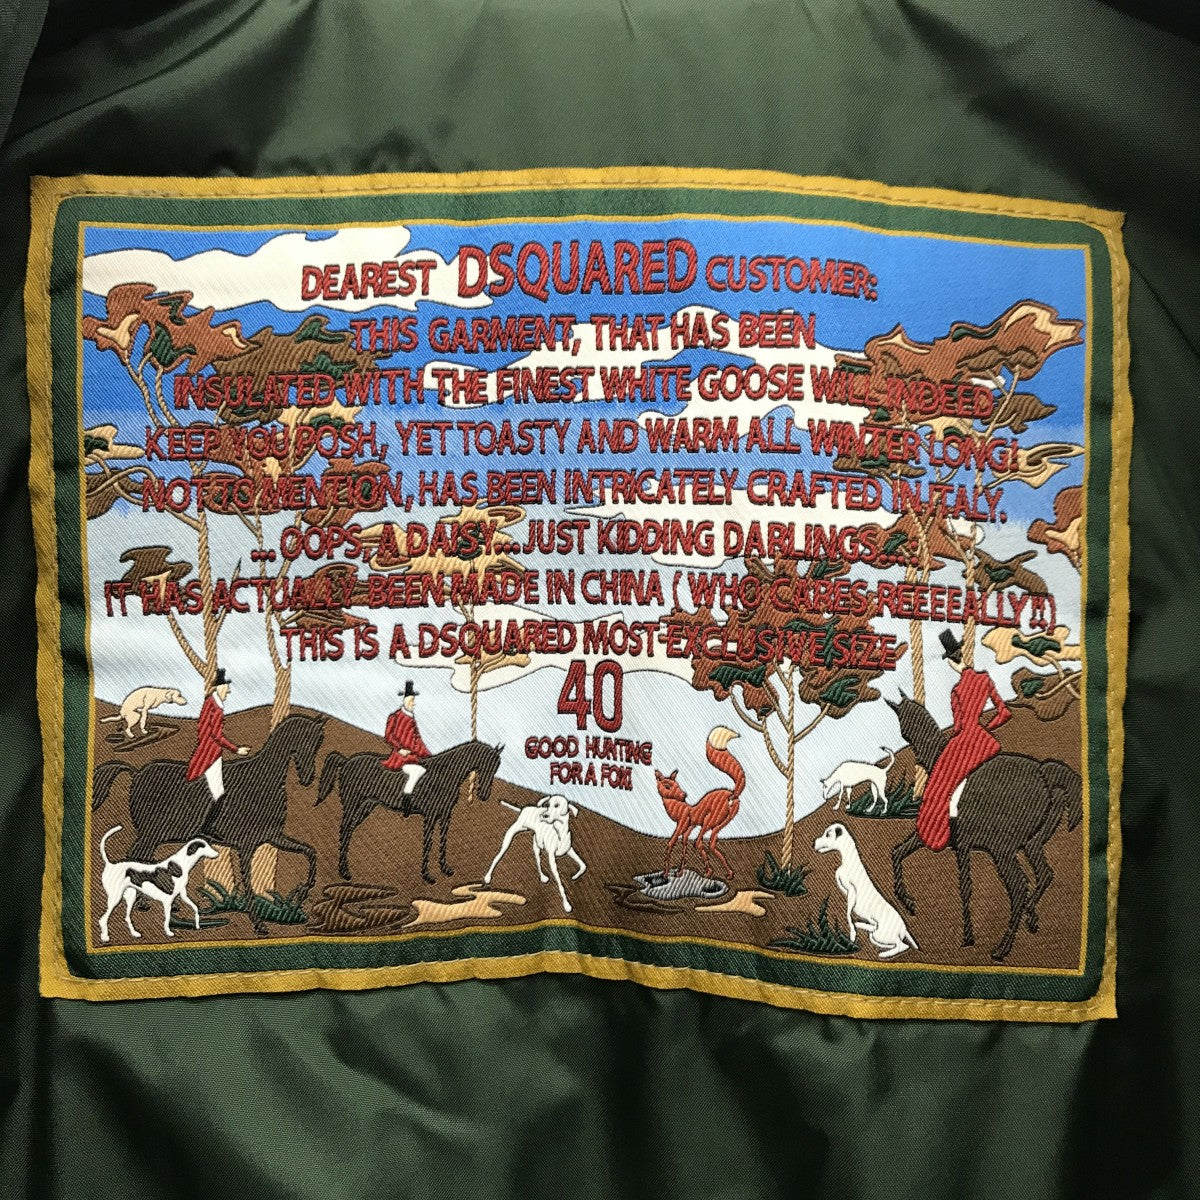 DEAREST DSQUARED CUSTOMER:
THIS GARMENT, THAT HAS BEEN
INSULATED WITH THE FINEST WHITE GOOSE WILL INDEED
KEEP YOU POSH, YET TOASTY AND WARM ALL WINTER LONG!
NOT TO MENTION, HAS BEEN INTRICATELY CRAFTED IN ITALY.
... OOPS, A DAISY... JUST KIDDING DARLINGS...
IT HAS ACTUALLY BEEN MADE IN CHINA ( WHO CARES REEEEALLY !!)
THIS IS A DSQUARED MOST EXCLUSIVE SIZE
40
GOOD HUNTING
FOR A FOX!